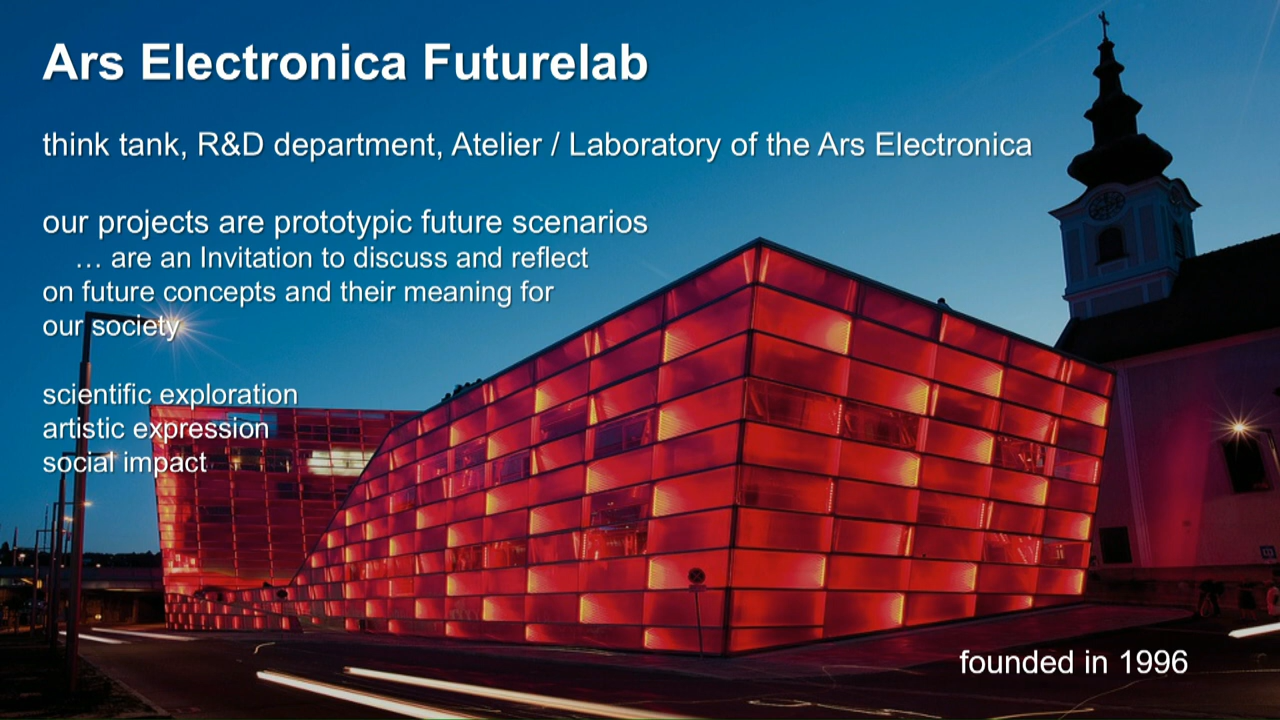 Ars Electronica Futurelab
think tank, R&D department, Atelier / Laboratory of the Ars Electronica
our projects are prototypic future scenarios
… are an Invitation to discuss and reflect
on future concepts and their meaning for
our society
scientific exploration
artistic expression
social impact
founded in 1996